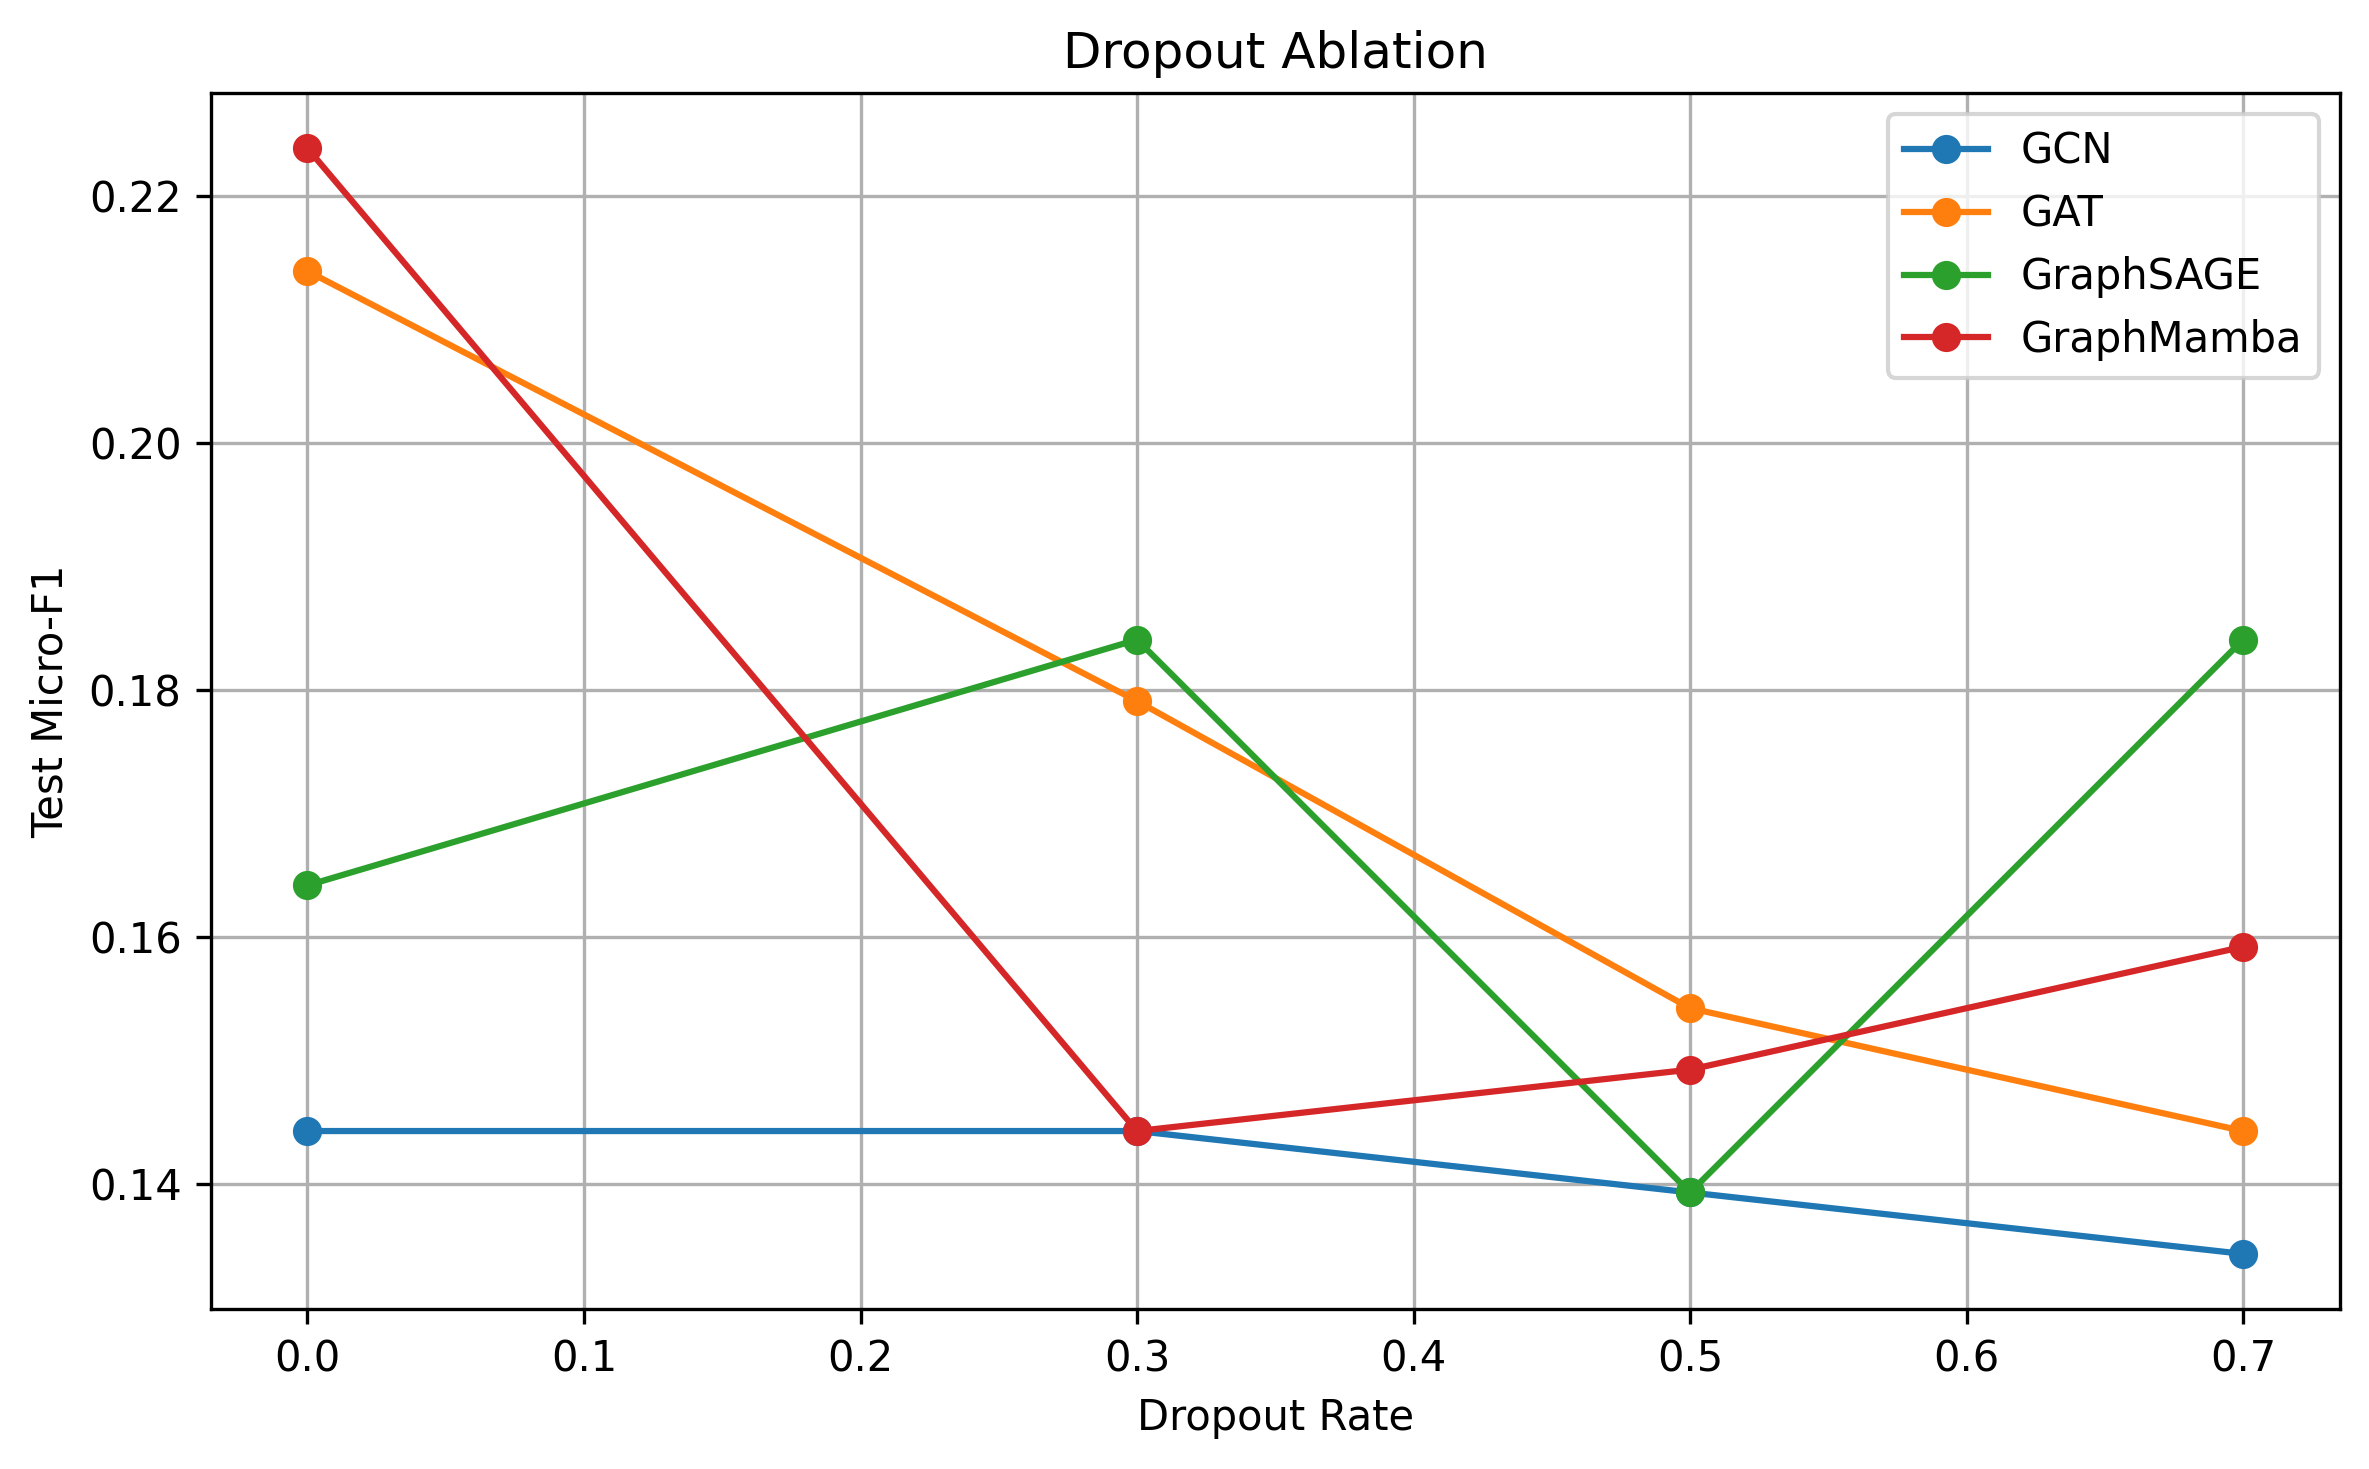 Dropout Ablation
GCN
GAT
GraphSAGE
GraphMamba
Test Micro-F1
0.22
0.20
0.18
0.16
0.14
0.0 0.1 0.2 0.3 0.4 0.5 0.6 0.7
Dropout Rate